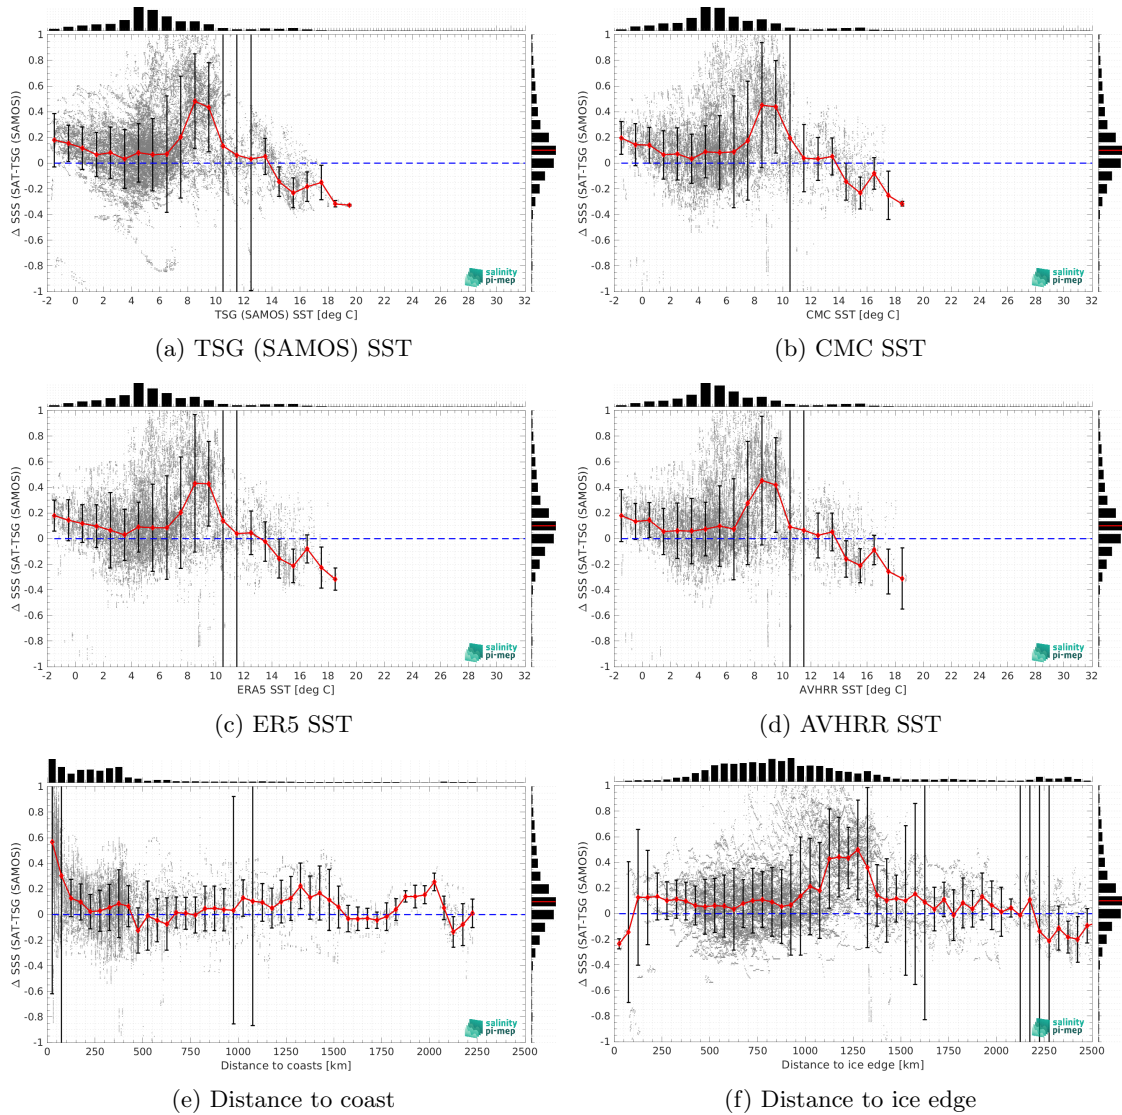 1
0.8
0.6
0.4
0.2
0
-0.2
-0.4
-0.6
-0.8
-1
Δ SSS (SAT-TSG (SAMOS))
-2 0 2 4 6 8 10 12 14 16 18 20 22 24 26 28 30 32
TSG (SAMOS) SST [deg C]
salinity
pi-mep
(a) TSG (SAMOS) SST
1
0.8
0.6
0.4
0.2
0
-0.2
-0.4
-0.6
-0.8
-1
Δ SSS (SAT-TSG (SAMOS))
-2 0 2 4 6 8 10 12 14 16 18 20 22 24 26 28 30 32
CMC SST [deg C]
salinity
pi-mep
(b) CMC SST
1
0.8
0.6
0.4
0.2
0
-0.2
-0.4
-0.6
-0.8
-1
Δ SSS (SAT-TSG (SAMOS))
-2 0 2 4 6 8 10 12 14 16 18 20 22 24 26 28 30 32
ERA5 SST [deg C]
salinity
pi-mep
(c) ER5 SST
1
0.8
0.6
0.4
0.2
0
-0.2
-0.4
-0.6
-0.8
-1
Δ SSS (SAT-TSG (SAMOS))
-2 0 2 4 6 8 10 12 14 16 18 20 22 24 26 28 30 32
AVHRR SST [deg C]
salinity
pi-mep
(d) AVHRR SST
1
0.8
0.6
0.4
0.2
0
-0.2
-0.4
-0.6
-0.8
-1
Δ SSS (SAT-TSG (SAMOS))
0 250 500 750 1000 1250 1500 1750 2000 2250 2500
Distance to coasts [km]
salinity
pi-mep
(e) Distance to coast
1
0.8
0.6
0.4
0.2
0
-0.2
-0.4
-0.6
-0.8
-1
Δ SSS (SAT-TSG (SAMOS))
0 250 500 750 1000 1250 1500 1750 2000 2250 2500
Distance to ice edge [km]
salinity
pi-mep
(f) Distance to ice edge